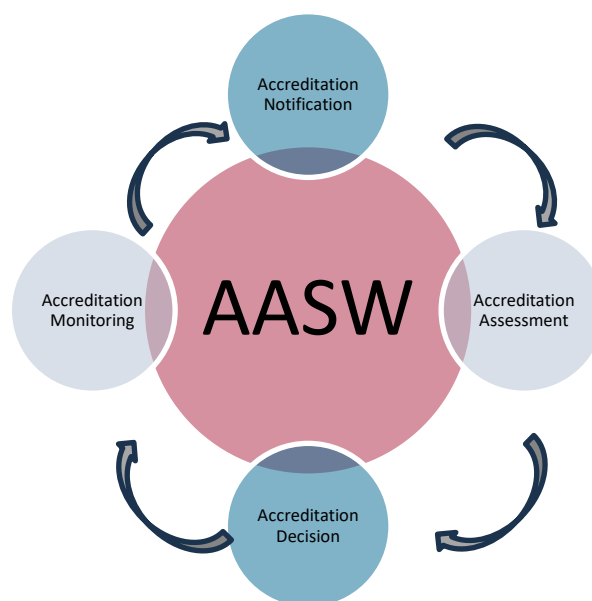 Accreditation
Notification
Accreditation
Monitoring
AASW
Accreditation
Assessment
Accreditation
Decision